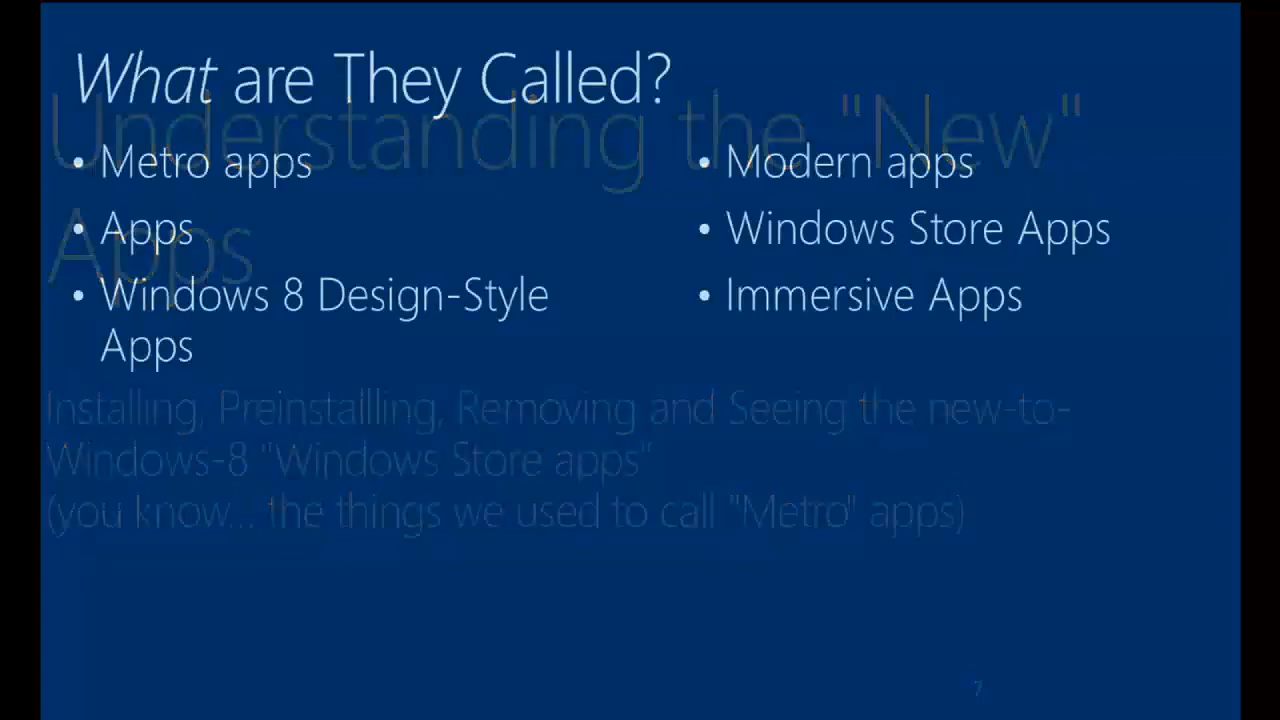 What are They Called?
Understanding the "New"
Apps
• Metro apps
• Apps
• Windows 8 Design-Style
Apps
• Modern apps
• Windows Store Apps
• Immersive Apps
Installing, Preinstallling, Removing and Seeing the new-to-
Windows-8 "Windows Store apps"
(you know... the things we used to call "Metro" apps)
7